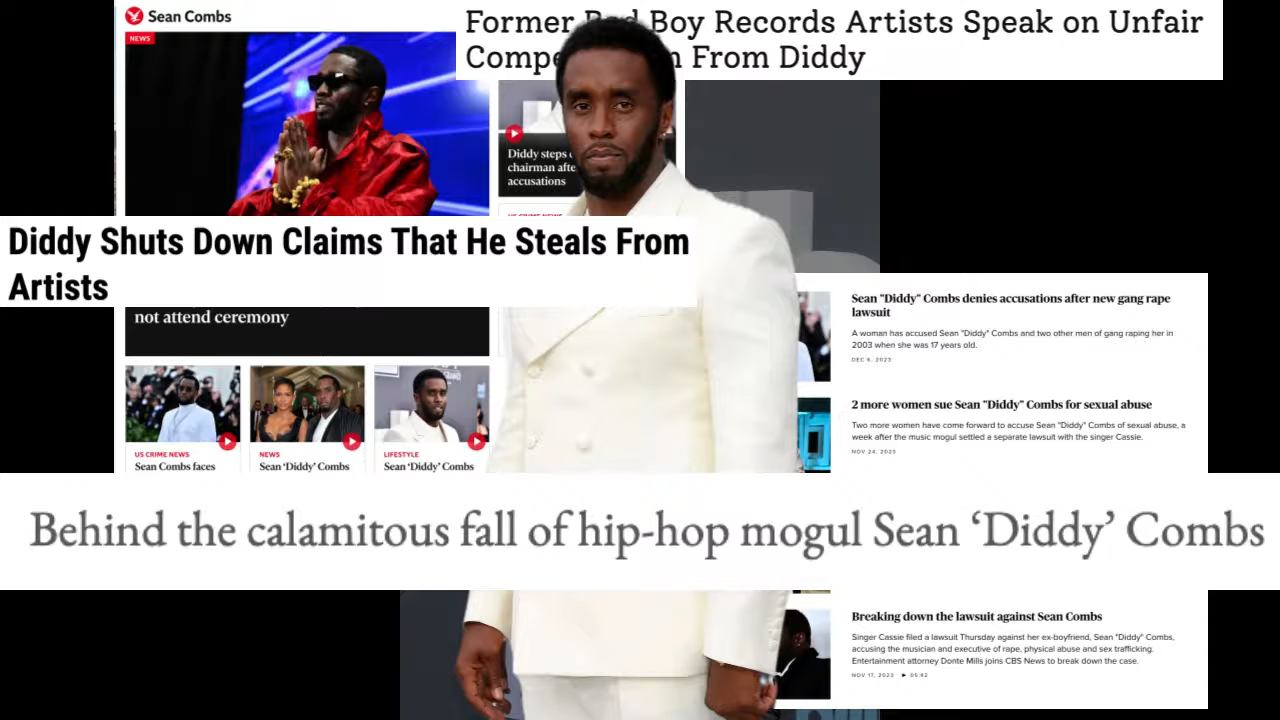 Sean Combs
NEWS
Former Bad Boy Records Artists Speak on Unfair
From Diddy
Diddy steps
chairman
accusations
Diddy Shuts Down Claims That He Steals From
Artists
not attend ceremony
US CRIME NEWS
Sean Combs faces
NEWS
Sean ‘Diddy’ Combs
LIFESTYLE
Sean ‘Diddy’ Combs
Sean "Diddy" Combs denies accusations after new gang rape
lawsuit
A woman has accused Sean "Diddy" Combs and two other men of gang raping her in
2003 when she was 17 years old.
DEC 6, 2023
2 more women sue Sean "Diddy" Combs for sexual abuse
Two more women have come forward to accuse Sean "Diddy" Combs of sexual abuse, a
week after the music mogul settled a separate lawsuit with the singer Cassie.
NOV 24, 2023
Behind the calamitous fall of hip-hop mogul Sean ‘Diddy’ Combs
Breaking down the lawsuit against Sean Combs
Singer Cassie filed a lawsuit Thursday against her ex-boyfriend, Sean "Diddy" Combs,
accusing the musician and executive of rape, physical abuse and sex trafficking.
Entertainment attorney Donte Mills joins CBS News to break down the case.
NOV 17, 2023 05:42